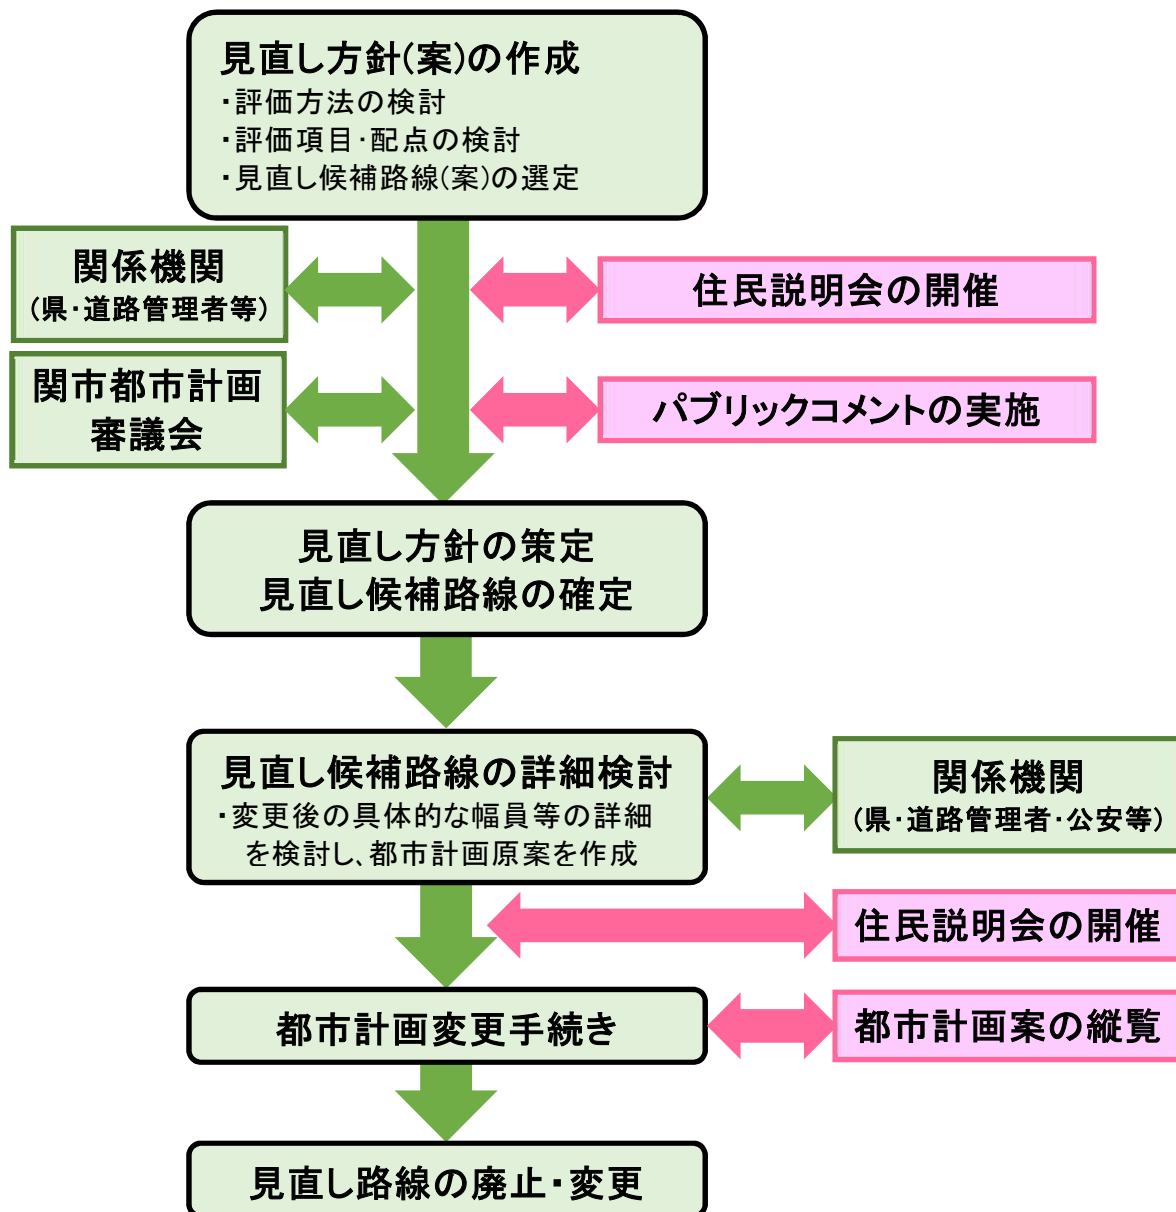 見直し方針(案)の作成
・評価方法の検討
・評価項目・配点の検討
・見直し候補路線(案)の選定
関係機関
(県・道路管理者等)
住民説明会の開催
関市都市計画
審議会
パブリックコメントの実施
見直し方針の策定
見直し候補路線の確定
見直し候補路線の詳細検討
・変更後の具体的な幅員等の詳細
を検討し、都市計画原案を作成
関係機関
(県・道路管理者・公安等)
住民説明会の開催
都市計画変更手続き
都市計画案の縦覧
見直し路線の廃止・変更